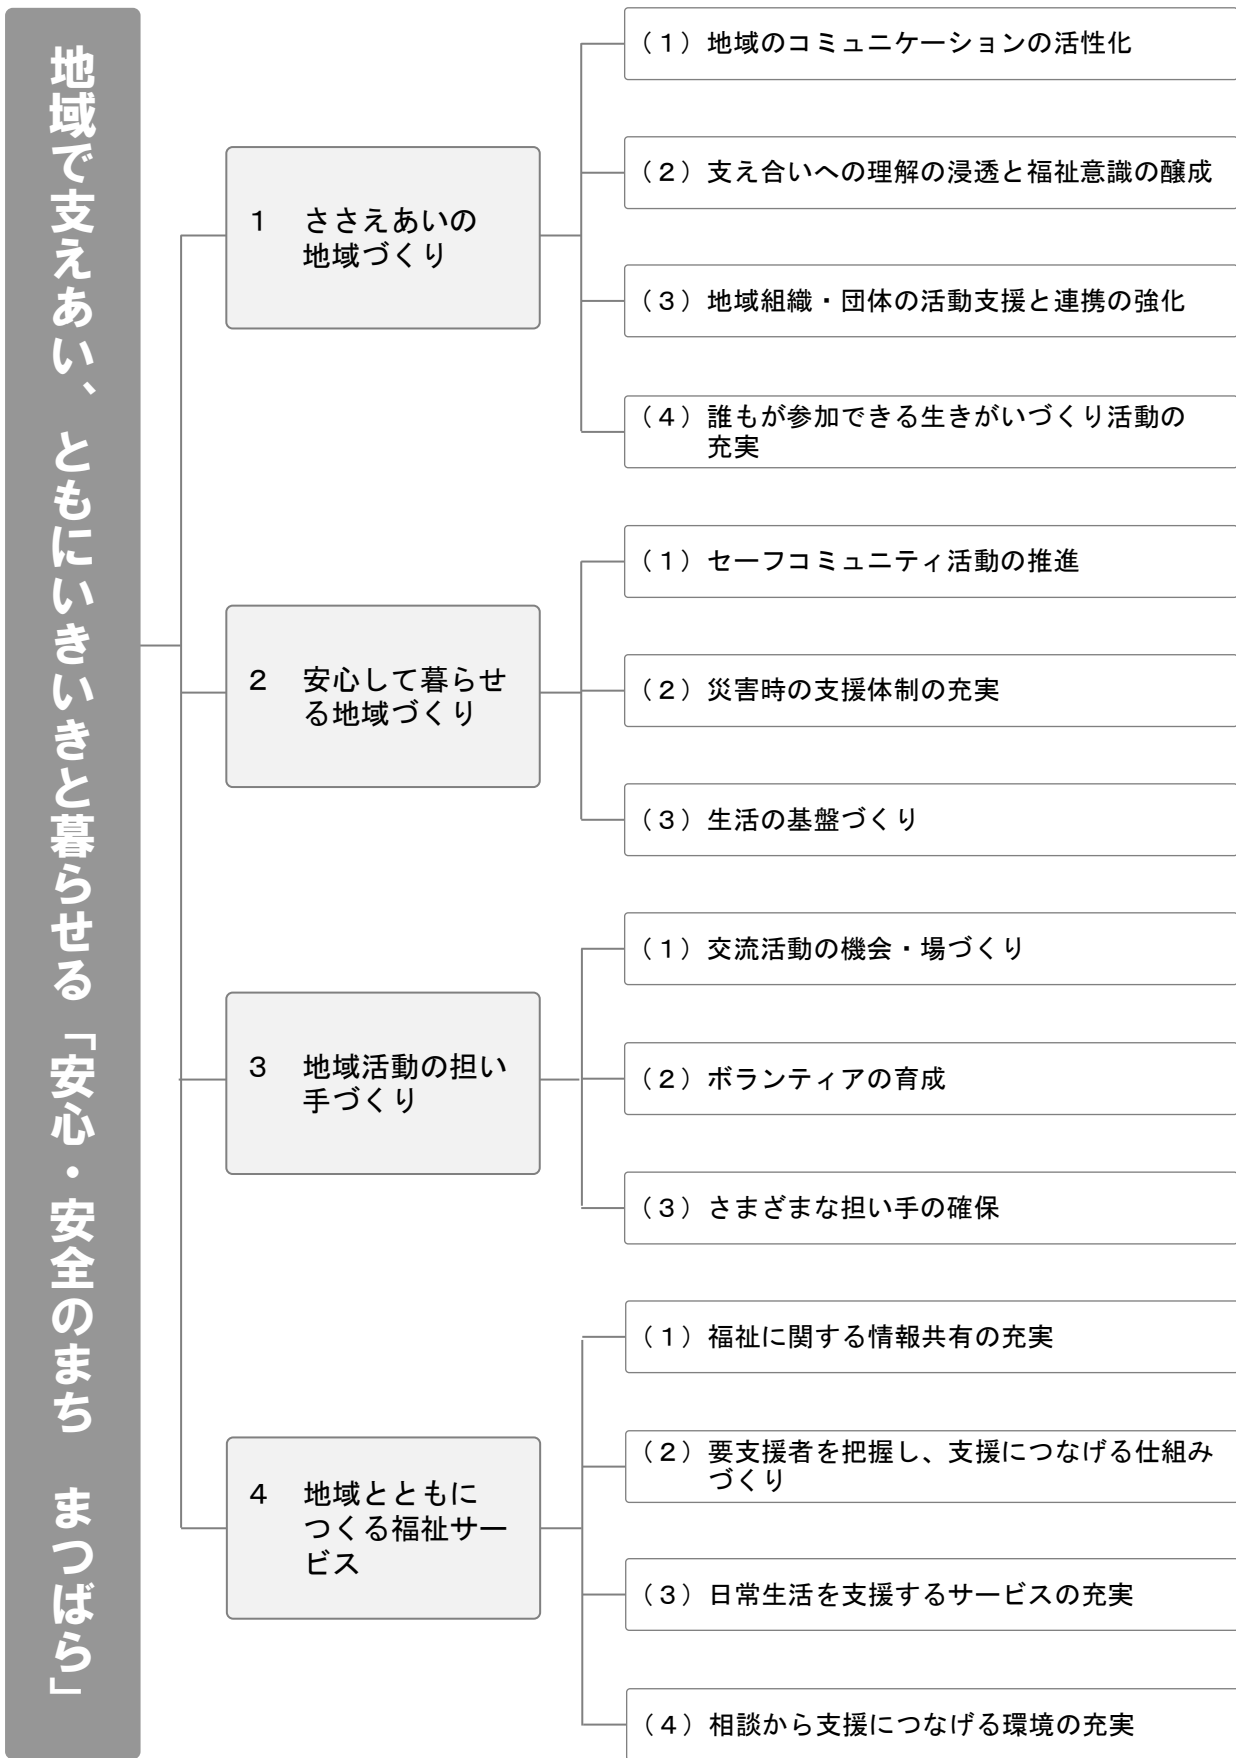 地域で支えあい、ともにいきいきと暮らせる「安心・安全のまち　まつばら」
１　ささえあいの
地域づくり
（１）地域のコミュニケーションの活性化
（２）支え合いへの理解の浸透と福祉意識の醸成
（３）地域組織・団体の活動支援と連携の強化
（４）誰もが参加できる生きがいづくり活動の
充実
２　安心して暮らせ
る地域づくり
（１）セーフコミュニティ活動の推進
（２）災害時の支援体制の充実
（３）生活の基盤づくり
３　地域活動の担い
手づくり
（１）交流活動の機会・場づくり
（２）ボランティアの育成
（３）さまざまな担い手の確保
４　地域とともに
つくる福祉サー
ビス
（１）福祉に関する情報共有の充実
（２）要支援者を把握し、支援につなげる仕組み
づくり
（３）日常生活を支援するサービスの充実
（４）相談から支援につなげる環境の充実